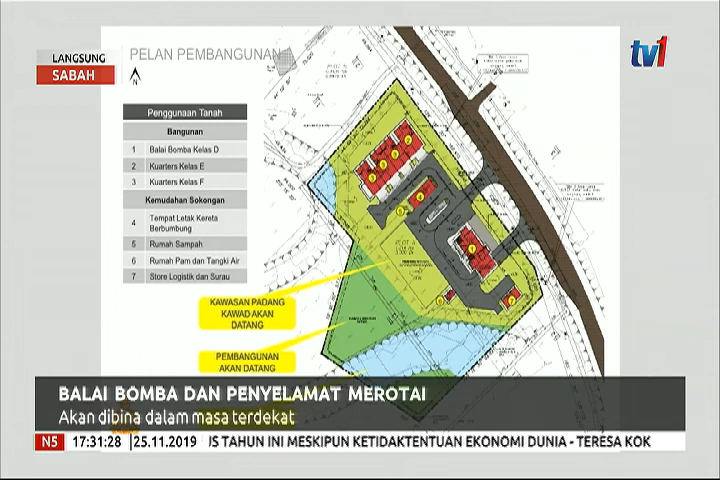 LANGSUNG
SABAH
PELAN PEMBANGUNAN
tv1
Penggunaan Tanah
Bangunan
1 Balai Bomba Kelas D
2 Kuarters Kelas E
3 Kuarters Kelas F
Kemudahan Sokongan
4 Tempat Letak Kereta
Berbumbung
5 Rumah Sampah
6 Rumah Pam dan Tangki Air
7 Store Logistik dan Surau
KAWASAN PADANG
KAWAD AKAN
DATANG
PEMBANGUNAN
AKAN DATANG
BALAI BOMBA DAN PENYELAMAT MEROTAI
Akan dibina dalam masa terdekat
N5 17:31:28 25.11.2019 IS TAHUN INI MESKIPUN KETIDAKTENTUAN EKONOMI DUNIA - TERESA KOK